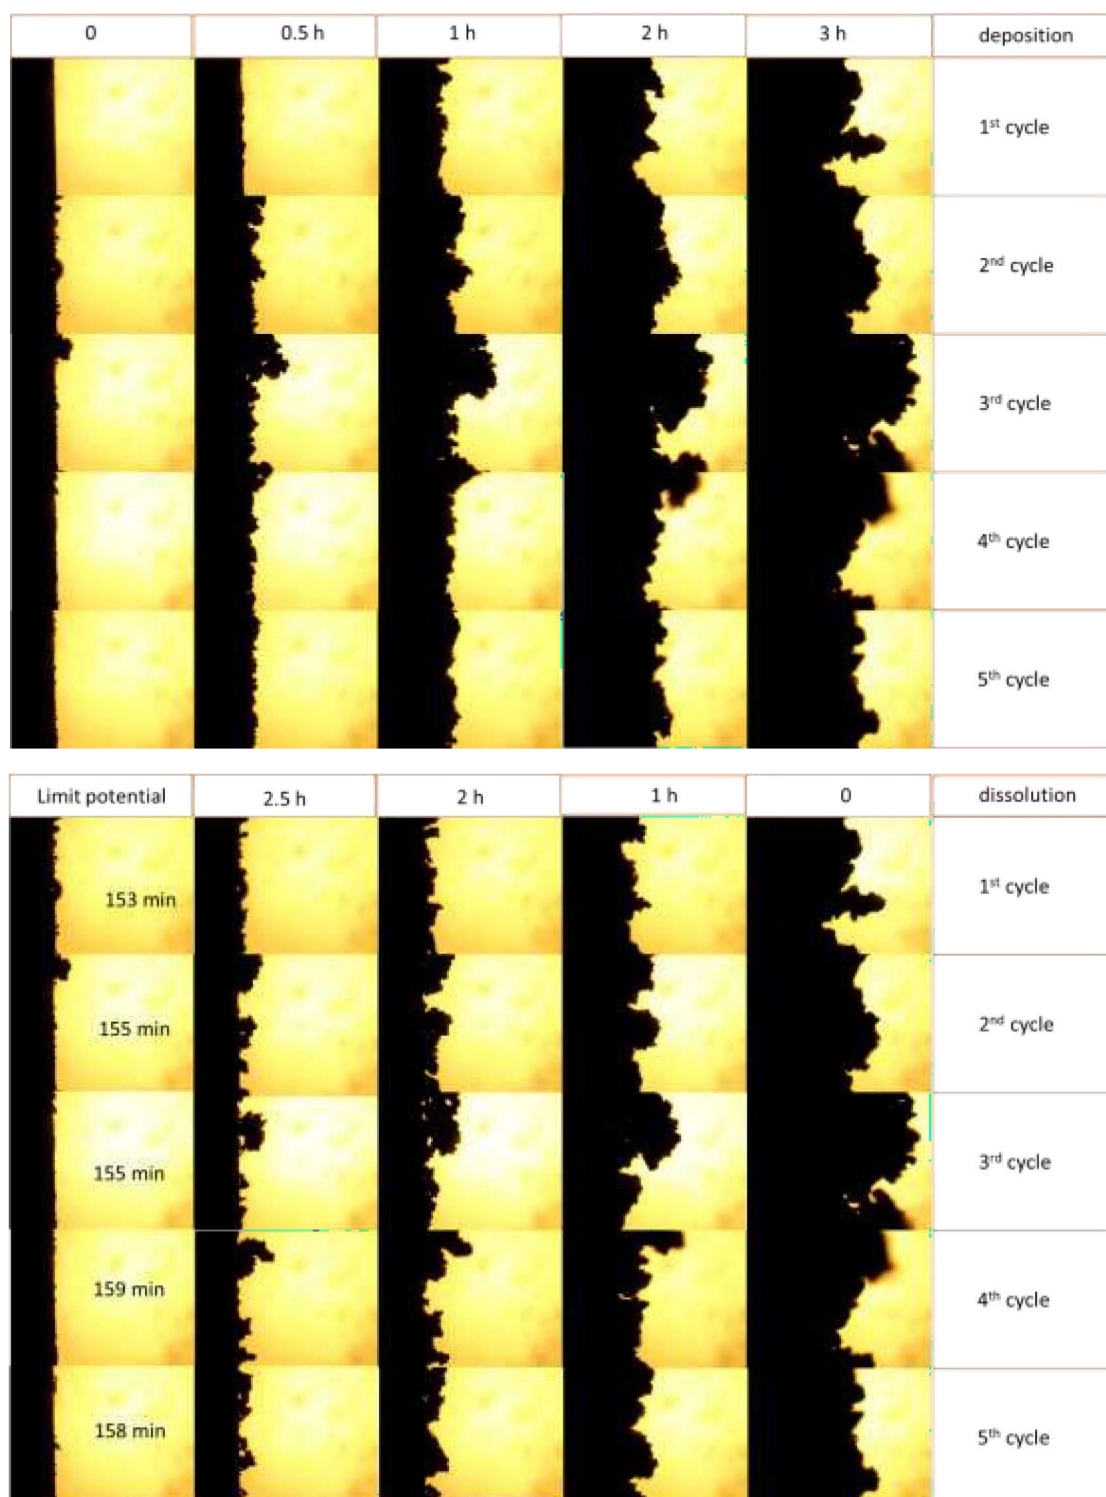 0 0.5 h 1 h 2 h 3 h deposition
1st cycle
2nd cycle
3rd cycle
4th cycle
5th cycle
Limit potential 2.5 h 2 h 1 h 0 dissolution
153 min 1st cycle
155 min 2nd cycle
155 min 3rd cycle
159 min 4th cycle
158 min 5th cycle